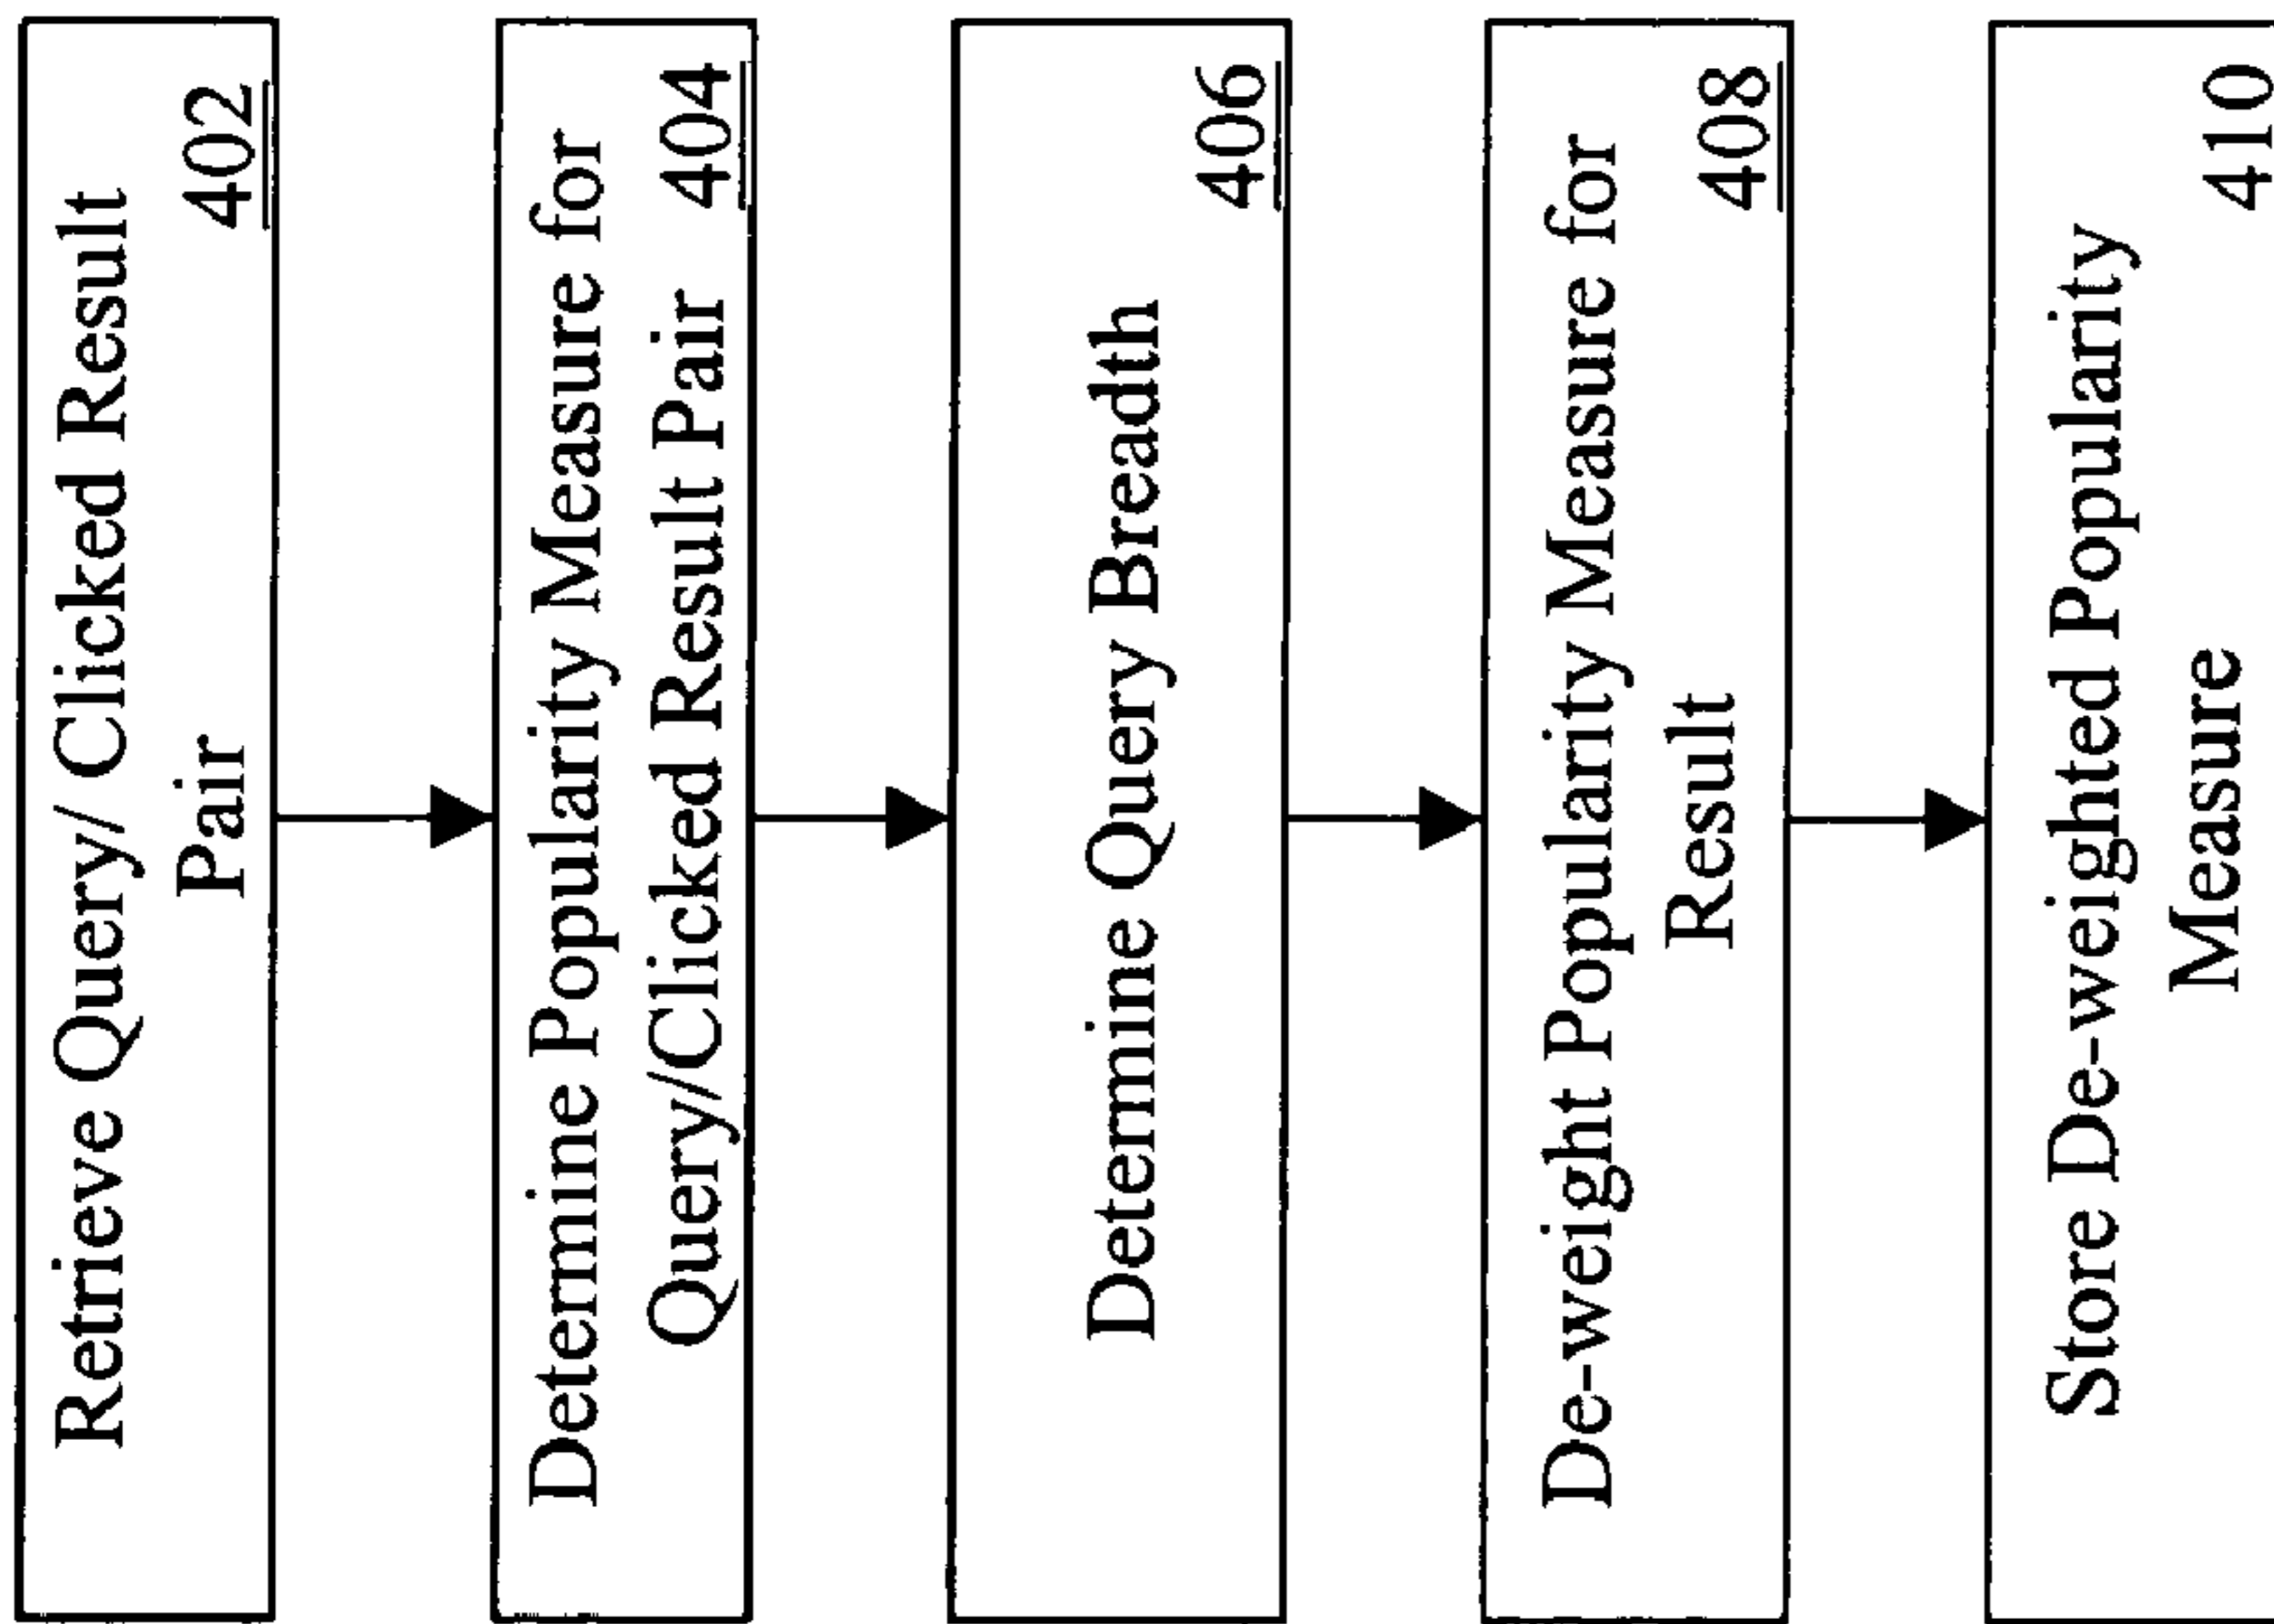 Retrieve Query/ Clicked Result
Pair
402
Determine Popularity Measure for
Query/Clicked Result Pair 404
Determine Query Breadth
406
De-weight Popularity Measure for
Result
408
Store De-weighted Popularity
Measure
410